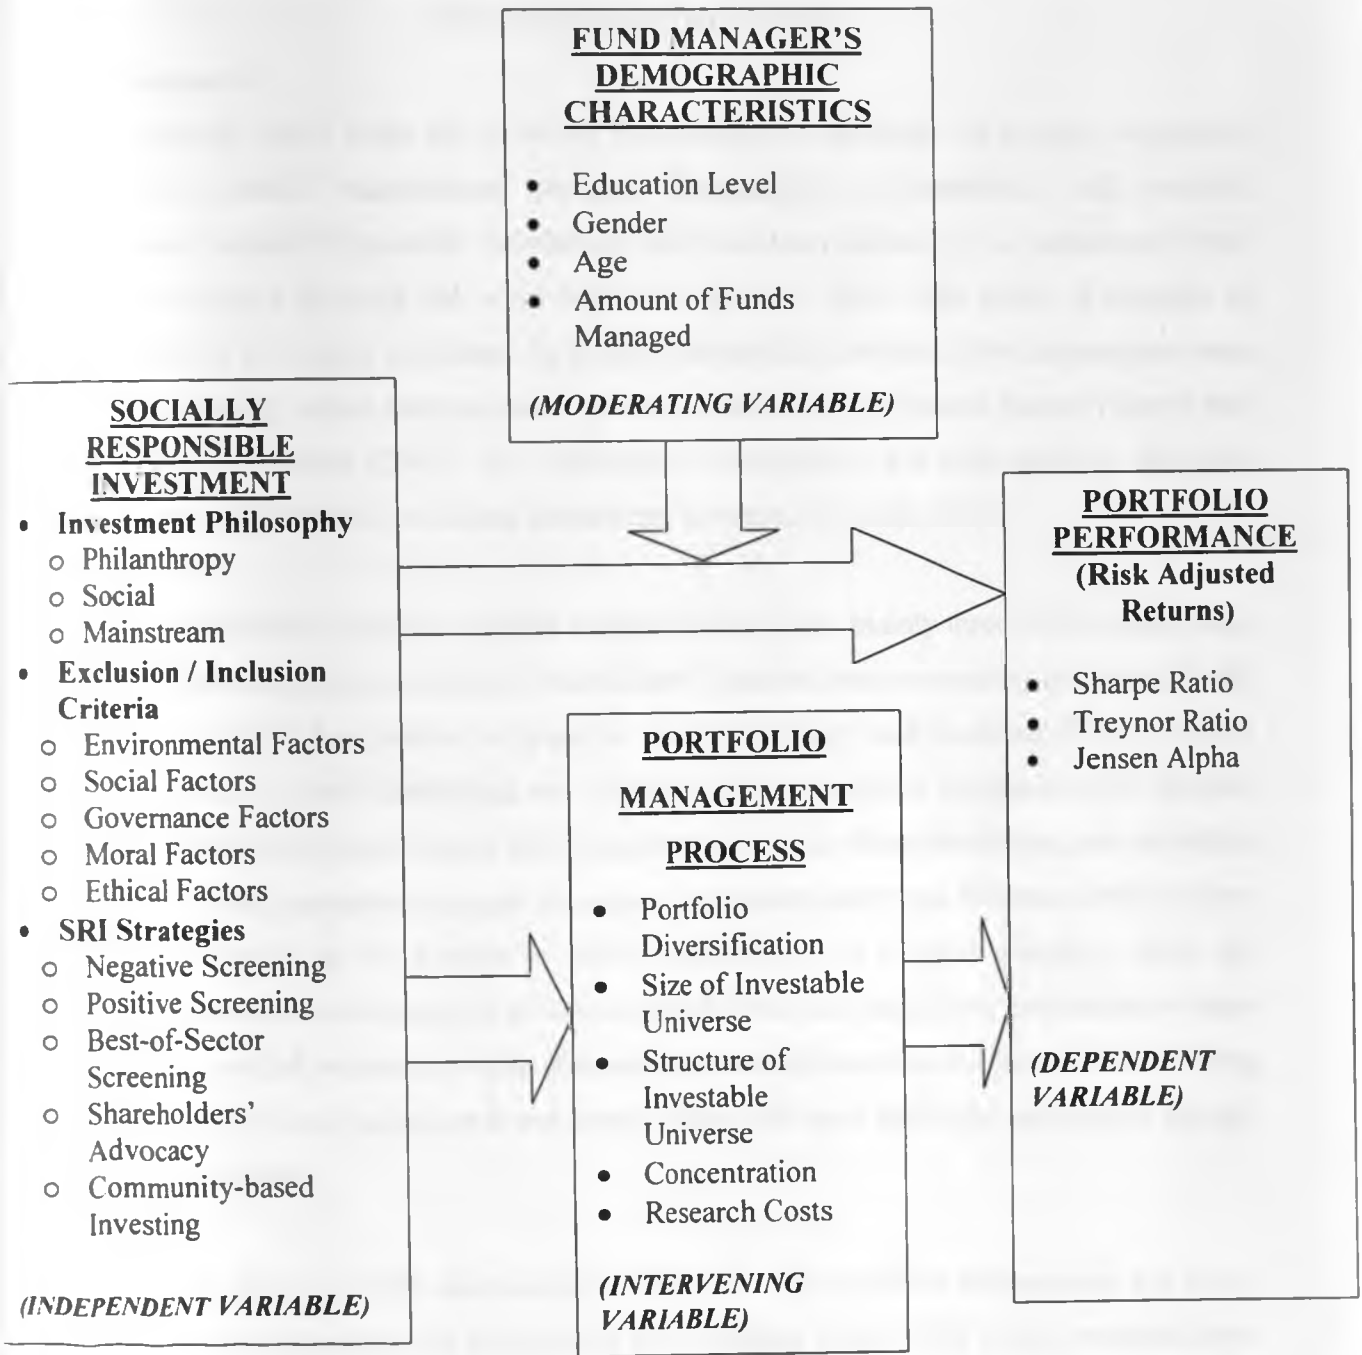 FUND MANAGER'S
DEMOGRAPHIC
CHARACTERISTICS
• Education Level
• Gender
• Age
• Amount of Funds
Managed
(MODERATING VARIABLE)
SOCIALLY
RESPONSIBLE
INVESTMENT
• Investment Philosophy
o Philanthropy
o Social
o Mainstream
• Exclusion / Inclusion
Criteria
o Environmental Factors
o Social Factors
o Governance Factors
o Moral Factors
o Ethical Factors
• SRI Strategies
o Negative Screening
o Positive Screening
o Best-of-Sector
Screening
o Shareholders'
Advocacy
o Community-based
Investing
(INDEPENDENT VARIABLE)
PORTFOLIO
MANAGEMENT
PROCESS
• Portfolio
Diversification
• Size of Investable
Universe
• Structure of
Investable
Universe
• Concentration
• Research Costs
(INTERVENING
VARIABLE)
PORTFOLIO
PERFORMANCE
(Risk Adjusted
Returns)
• Sharpe Ratio
• Treynor Ratio
• Jensen Alpha
(DEPENDENT
VARIABLE)